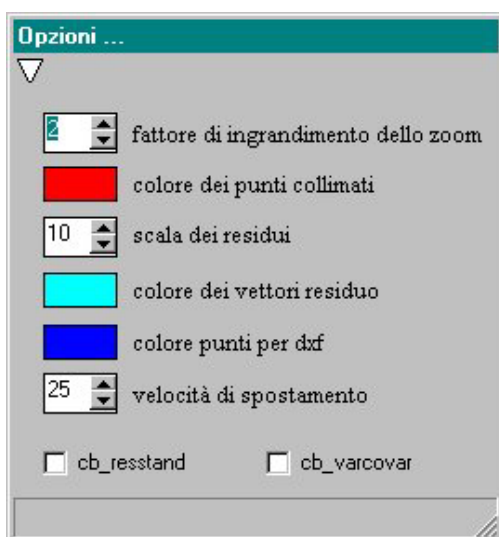 Opzioni ...
2 fattore di ingrandimento dello zoom
colore dei punti collimati
10 scala dei residui
colore dei vettori residuo
colore punti per dxf
25 velocità di spostamento
cb_resstand cb_varcovar